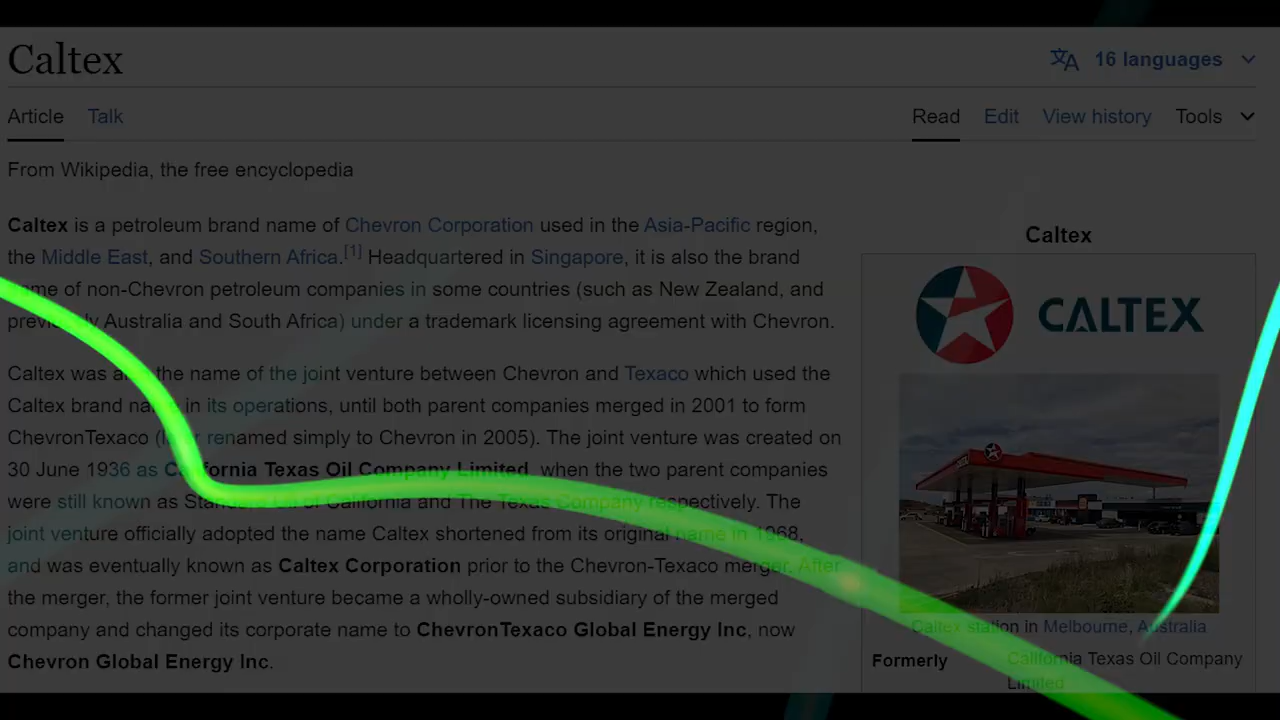 Caltex
16 languages
Article Talk
Read Edit View history Tools
From Wikipedia, the free encyclopedia
Caltex is a petroleum brand name of Chevron Corporation used in the Asia-Pacific region,
the Middle East, and Southern Africa.[1] Headquartered in Singapore, it is also the brand
name of non-Chevron petroleum companies in some countries (such as New Zealand, and
previously Australia and South Africa) under a trademark licensing agreement with Chevron.
Caltex was also the name of the joint venture between Chevron and Texaco which used the
Caltex brand name in its operations, until both parent companies merged in 2001 to form
ChevronTexaco (later renamed simply to Chevron in 2005). The joint venture was created on
30 June 1936 as California Texas Oil Company Limited, when the two parent companies
were still known as Standard Oil of California and The Texas Company respectively. The
joint venture officially adopted the name Caltex shortened from its original name in 1968,
and was eventually known as Caltex Corporation prior to the Chevron-Texaco merger. After
the merger, the former joint venture became a wholly-owned subsidiary of the merged
company and changed its corporate name to ChevronTexaco Global Energy Inc, now
Chevron Global Energy Inc.
Caltex
CALTEX
Caltex station in Melbourne, Australia
Formerly California Texas Oil Company
Limited